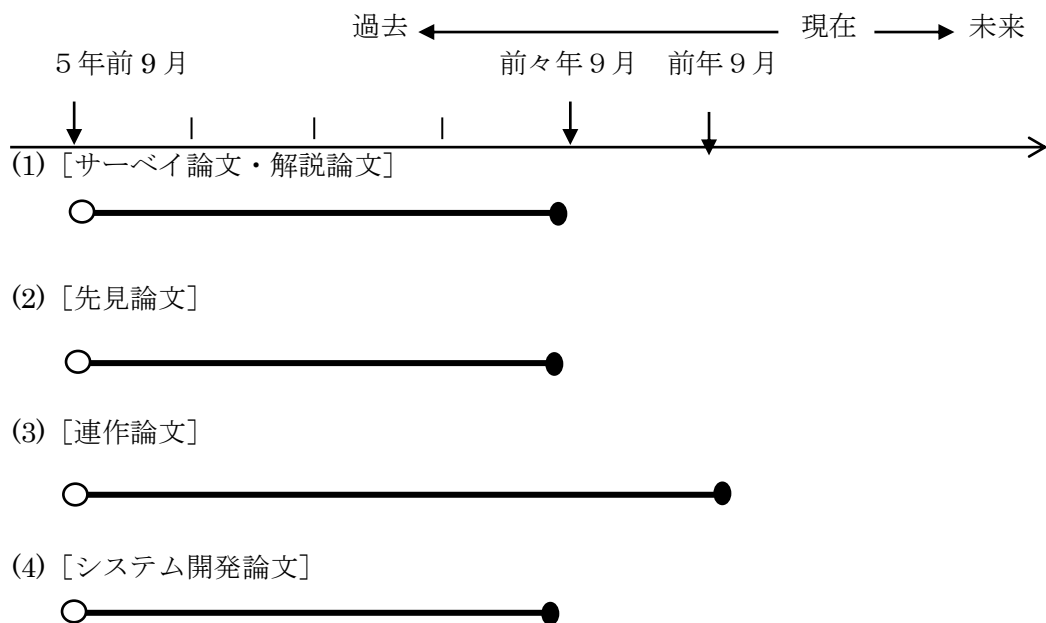 過去 現在 未来
５年前 9 月 前々年９月 前年９月
(1) ［サーベイ論文・解説論文］
(2) ［先見論文］
(3) ［連作論文］
(4) ［システム開発論文］